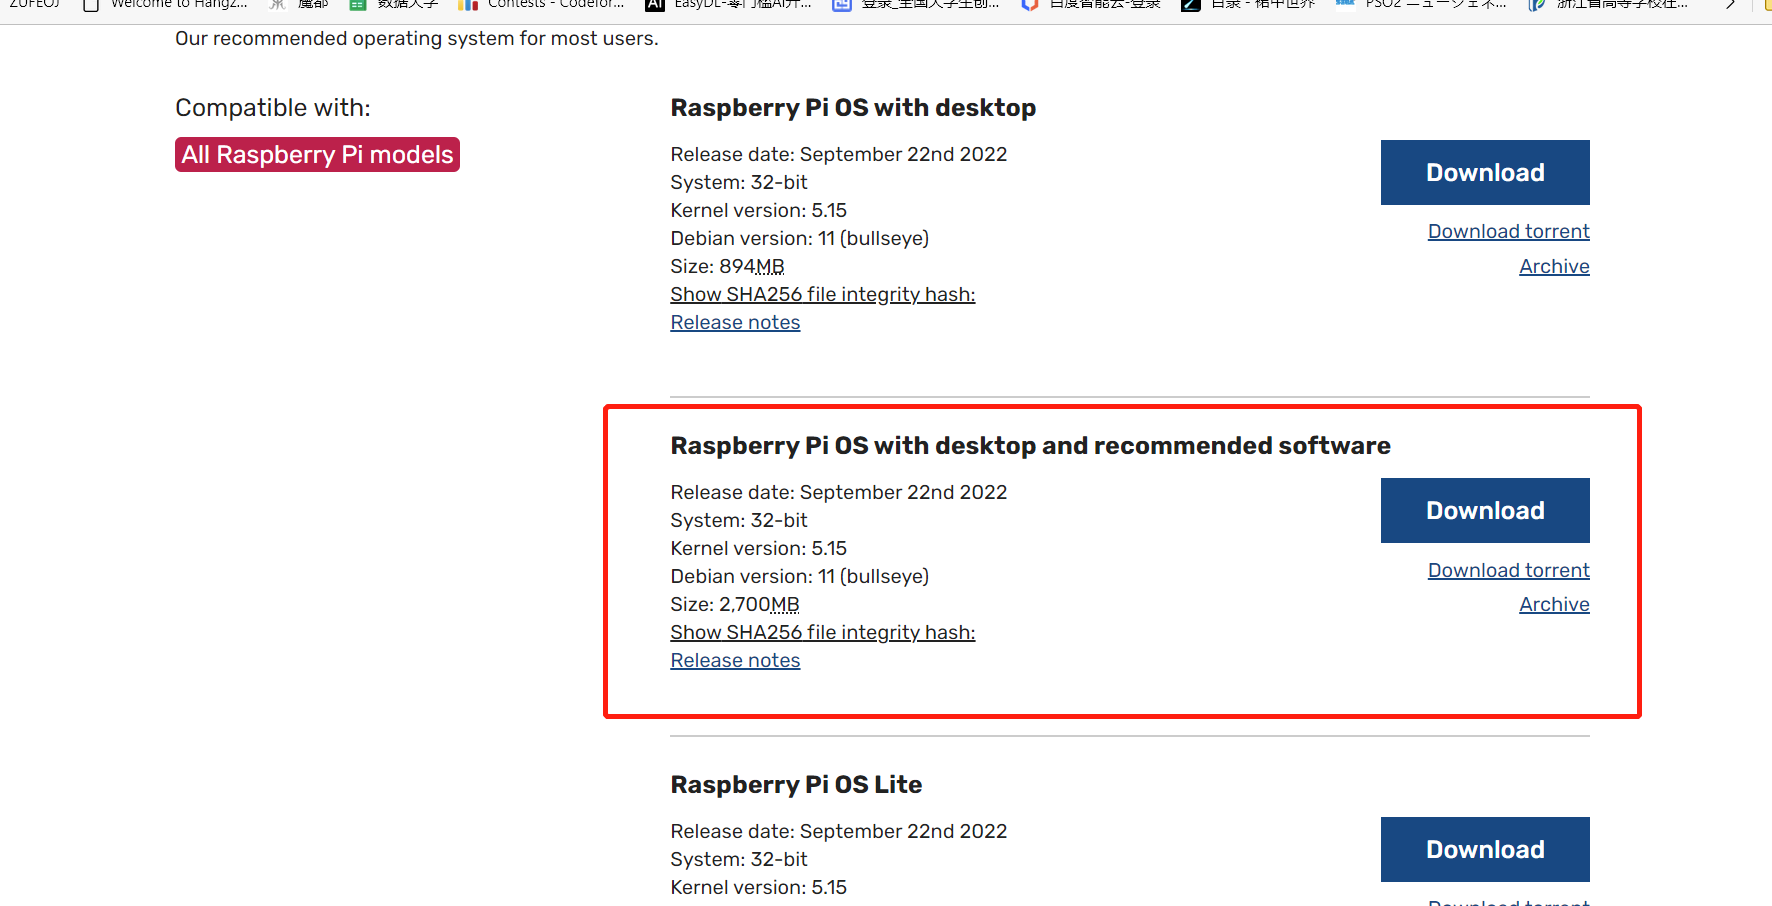 ZUFEOJ Welcome to Hangz... 魔都 数据大学 Contests - Codefor... EasyDL-零门槛AI开... 登录_全国大学生创... 百度智能云-登录 目录 - 裙中世界 PSO2 ニュージェネ... 浙江省高等学校在...
Our recommended operating system for most users.
Compatible with:
All Raspberry Pi models
Raspberry Pi OS with desktop
Release date: September 22nd 2022
System: 32-bit
Kernel version: 5.15
Debian version: 11 (bullseye)
Size: 894MB
Show SHA256 file integrity hash:
Release notes
Download
Download torrent
Archive
Raspberry Pi OS with desktop and recommended software
Release date: September 22nd 2022
System: 32-bit
Kernel version: 5.15
Debian version: 11 (bullseye)
Size: 2,700MB
Show SHA256 file integrity hash:
Release notes
Download
Download torrent
Archive
Raspberry Pi OS Lite
Release date: September 22nd 2022
System: 32-bit
Kernel version: 5.15
Download
Download torrent